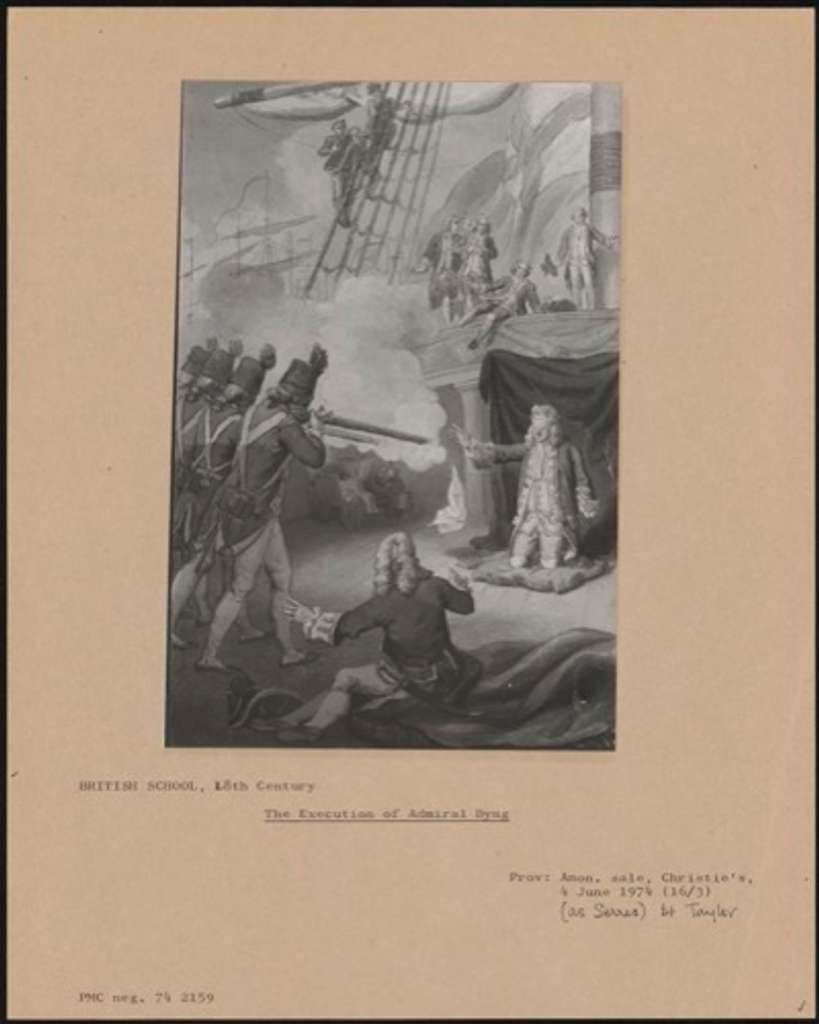 BRITISH SCHOOL, 18th Century
The Execution of Admiral Byng
Prov: Anon. sale, Christie's,
4 June 1974 (16/3)
(as Serres) bt Taylor
PMC neg. 74 2159